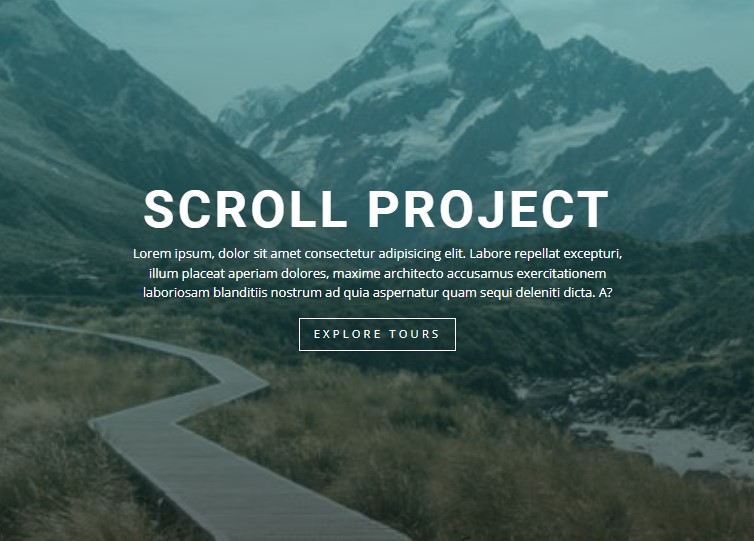 SCROLL PROJECT
Lorem ipsum, dolor sit amet consectetur adipisicing elit. Labore repellat excepturi,
illum placeat aperiam dolores, maxime architecto accusamus exercitationem
laboriosam blanditiis nostrum ad quia aspernatur quam sequi deleniti dicta. A?
EXPLORE TOURS